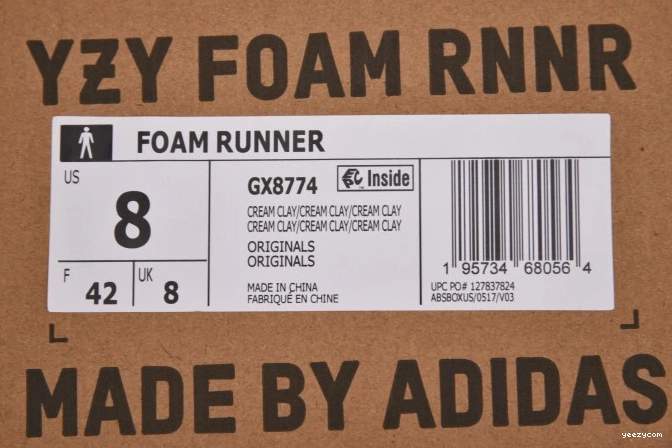 YZY FOAM RNNR
FOAM RUNNER
US
8
F
42
UK
8
GX8774
Inside
CREAM CLAY/CREAM CLAY/CREAM CLAY
CREAM CLAY/CREAM CLAY/CREAM CLAY
ORIGINALS
ORIGINALS
MADE IN CHINA
FABRIQUÉ EN CHINE
1 95734 68056 4
UPC PO# 127837824
ABSBOXUS/0517/V03
MADE BY ADIDAS
yeezycom